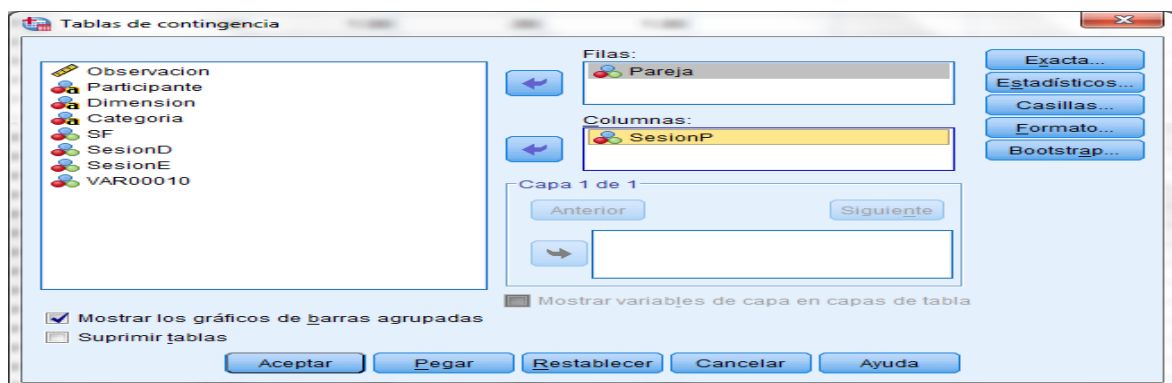 Tablas de contingencia
Observacion
Participante
Dimension
Categoria
SF
SesionD
SesionE
VAR00010
Filas:
Pareja
Columnas:
SesionP
Capa 1 de 1
Anterior
Siguiente
Mostrar variables de capa en capas de tabla
Exacta...
Estadísticos...
Casillas...
Formato...
Bootstrap...
Mostrar los gráficos de barras agrupadas
Suprimir tablas
Aceptar
Pegar
Restablecer
Cancelar
Ayuda